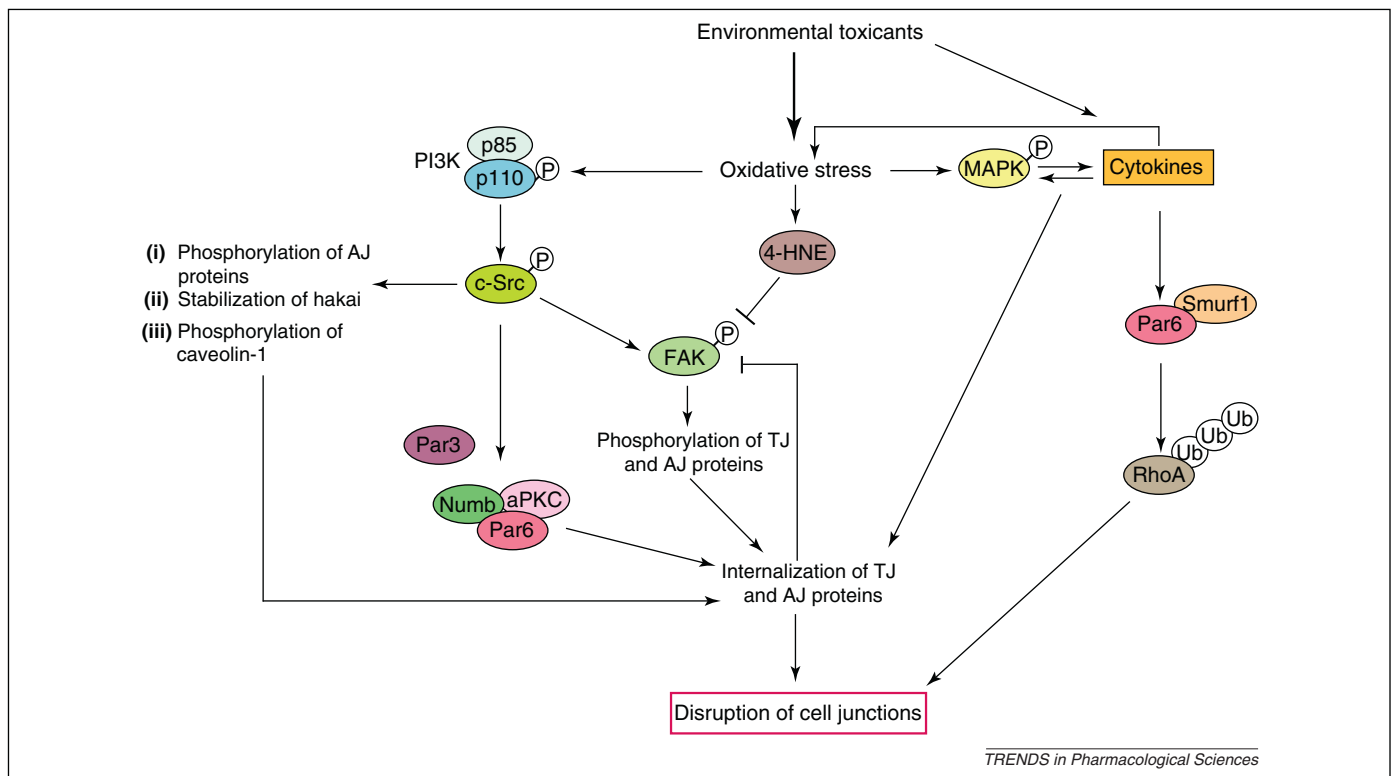 Environmental toxicants
p85
PI3K
p110
P
Oxidative stress
MAPK
P
Cytokines
4-HNE
(i) Phosphorylation of AJ
proteins
(ii) Stabilization of hakai
(iii) Phosphorylation of
caveolin-1
c-Src
P
Smurf1
Par6
FAK
P
Par3
Phosphorylation of TJ
and AJ proteins
Ub
Ub
Ub
RhoA
Numb
aPKC
Par6
Internalization of TJ
and AJ proteins
Disruption of cell junctions
TRENDS in Pharmacological Sciences